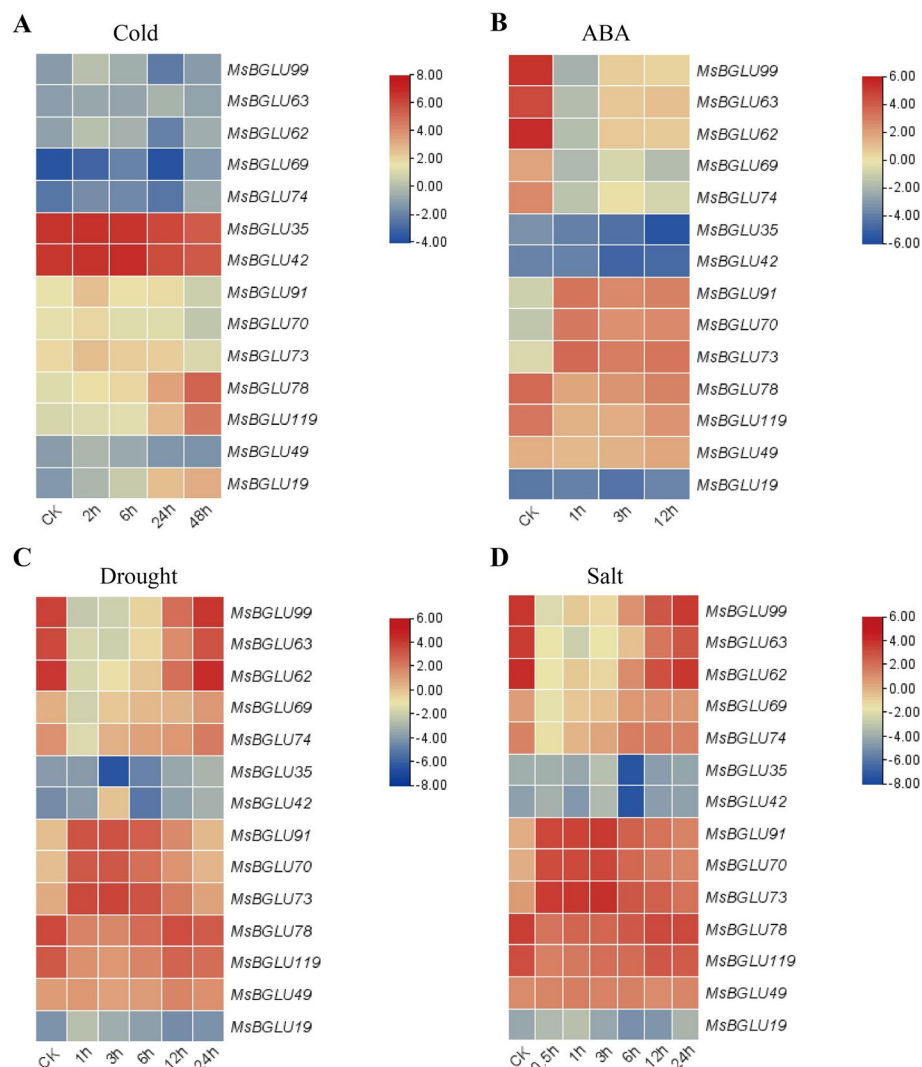 A
Cold
MsBGLU99
MsBGLU63
MsBGLU62
MsBGLU69
MsBGLU74
MsBGLU35
MsBGLU42
MsBGLU91
MsBGLU70
MsBGLU73
MsBGLU78
MsBGLU119
MsBGLU49
MsBGLU19
CK 2h 6h 24h 48h
8.00
6.00
4.00
2.00
0.00
-2.00
-4.00
B
ABA
MsBGLU99
MsBGLU63
MsBGLU62
MsBGLU69
MsBGLU74
MsBGLU35
MsBGLU42
MsBGLU91
MsBGLU70
MsBGLU73
MsBGLU78
MsBGLU119
MsBGLU49
MsBGLU19
CK 1h 3h 12h
6.00
4.00
2.00
0.00
-2.00
-4.00
-6.00
C
Drought
MsBGLU99
MsBGLU63
MsBGLU62
MsBGLU69
MsBGLU74
MsBGLU35
MsBGLU42
MsBGLU91
MsBGLU70
MsBGLU73
MsBGLU78
MsBGLU119
MsBGLU49
MsBGLU19
CK 1h 3h 6h 12h 24h
6.00
4.00
2.00
0.00
-2.00
-4.00
-6.00
-8.00
D
Salt
MsBGLU99
MsBGLU63
MsBGLU62
MsBGLU69
MsBGLU74
MsBGLU35
MsBGLU42
MsBGLU91
MsBGLU70
MsBGLU73
MsBGLU78
MsBGLU119
MsBGLU49
MsBGLU19
CK 0.5h 1h 3h 6h 12h 24h
6.00
4.00
2.00
0.00
-2.00
-4.00
-6.00
-8.00